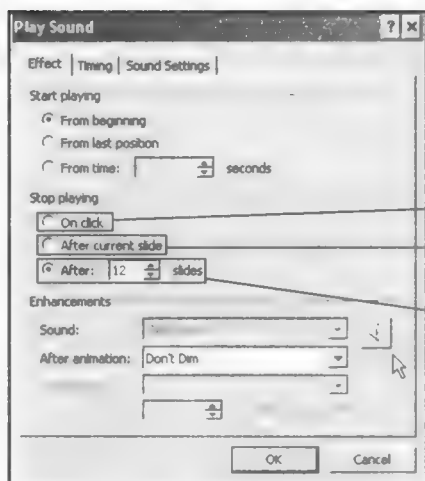 Play Sound
Effect Timing Sound Settings
Start playing
From beginning
From last position
From time: seconds
Stop playing
On click
After current slide
After: 12 slides
Enhancements
Sound:
After animation: Don't Dim
OK Cancel